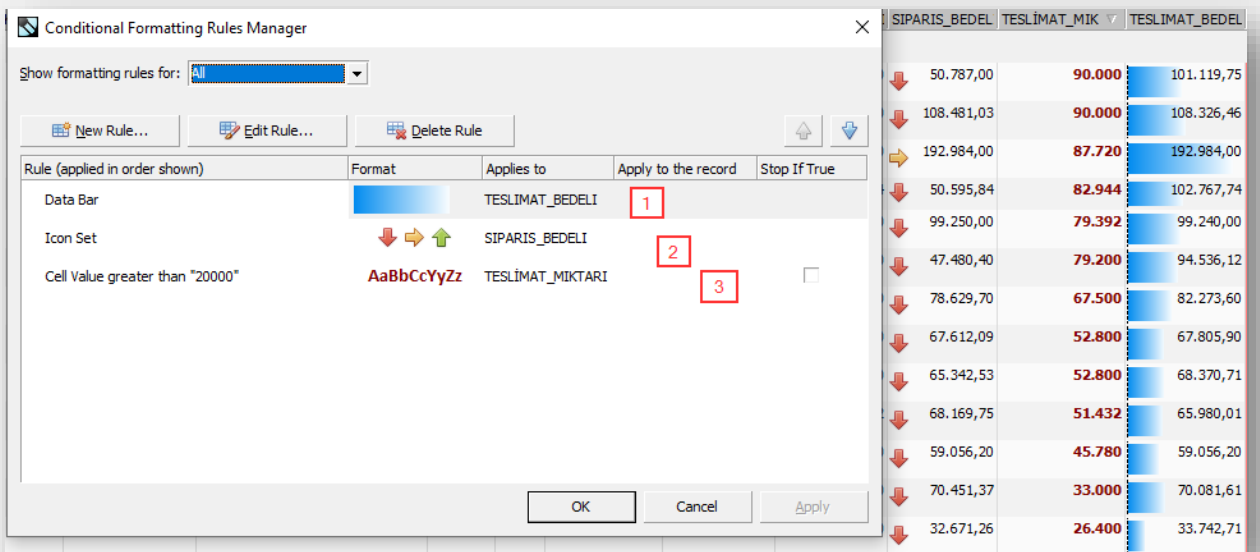 Conditional Formatting Rules Manager
Show formatting rules for: All
New Rule... Edit Rule... Delete Rule
Rule (applied in order shown) Format Applies to Apply to the record Stop If True
Data Bar TESLIMAT_BEDELI 1
Icon Set SIPARIS_BEDELI 2
Cell Value greater than "20000" AaBbCcYyZz TESLİMAT_MIKTARI 3
OK Cancel Apply
SIPARIS_BEDEL TESLİMAT_MIK TESLIMAT_BEDEL
50.787,00 90.000 101.119,75
108.481,03 90.000 108.326,46
192.984,00 87.720 192.984,00
50.595,84 82.944 102.767,74
99.250,00 79.392 99.240,00
47.480,40 79.200 94.536,12
78.629,70 67.500 82.273,60
67.612,09 52.800 67.805,90
65.342,53 52.800 68.370,71
68.169,75 51.432 65.980,01
59.056,20 45.780 59.056,20
70.451,37 33.000 70.081,61
32.671,26 26.400 33.742,71